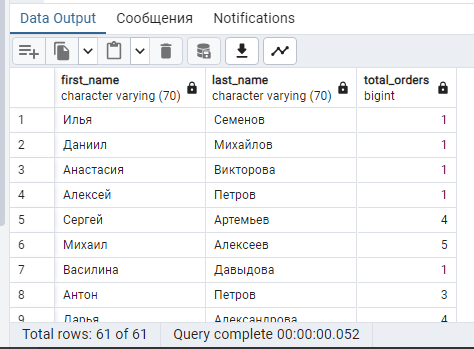 Data Output Сообщения Notifications
first_name last_name total_orders
character varying (70) character varying (70) bigint
1 Илья Семенов 1
2 Даниил Михайлов 1
3 Анастасия Викторова 1
4 Алексей Петров 1
5 Сергей Артемьев 4
6 Михаил Алексеев 5
7 Василина Давыдова 1
8 Антон Петров 3
9 Дарья Александрова 4
Total rows: 61 of 61 Query complete 00:00:00.052